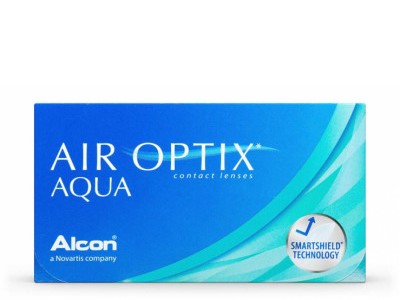 AIR OPTIX®
contact lenses
AQUA
Alcon®
a Novartis company
SMARTSHIELD®
TECHNOLOGY